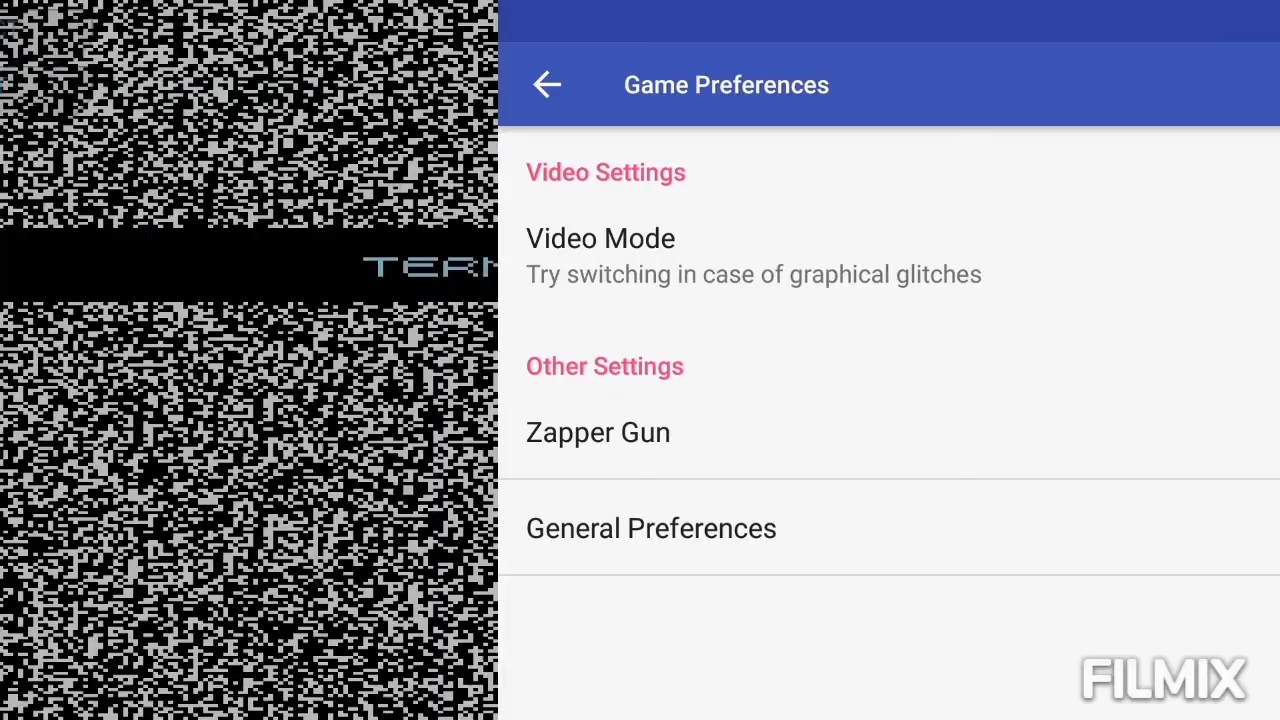 Game Preferences
Video Settings
Video Mode
Try switching in case of graphical glitches
Other Settings
Zapper Gun
General Preferences
FILMIX